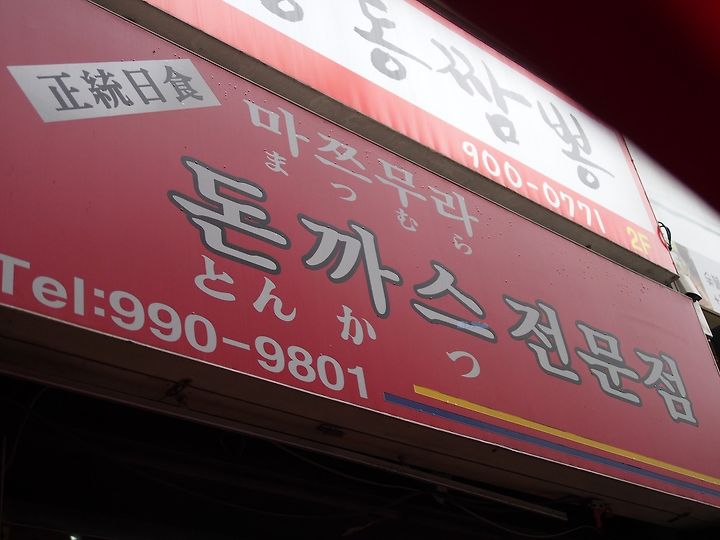 동짬뽕
900-0771 2F
正統日食
마쯔무라
まつむら
돈까스전문점
とんかつ
Tel:990-9801